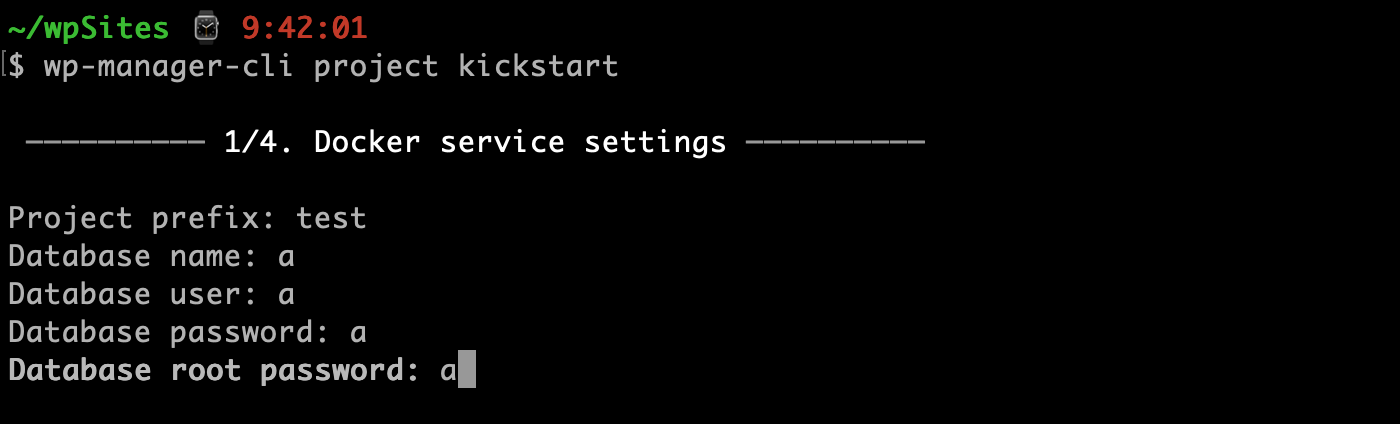 ~/wpSites ⌚ 9:42:01
[$ wp-manager-cli project kickstart
────────── 1/4. Docker service settings ──────────
Project prefix: test
Database name: a
Database user: a
Database password: a
Database root password: a